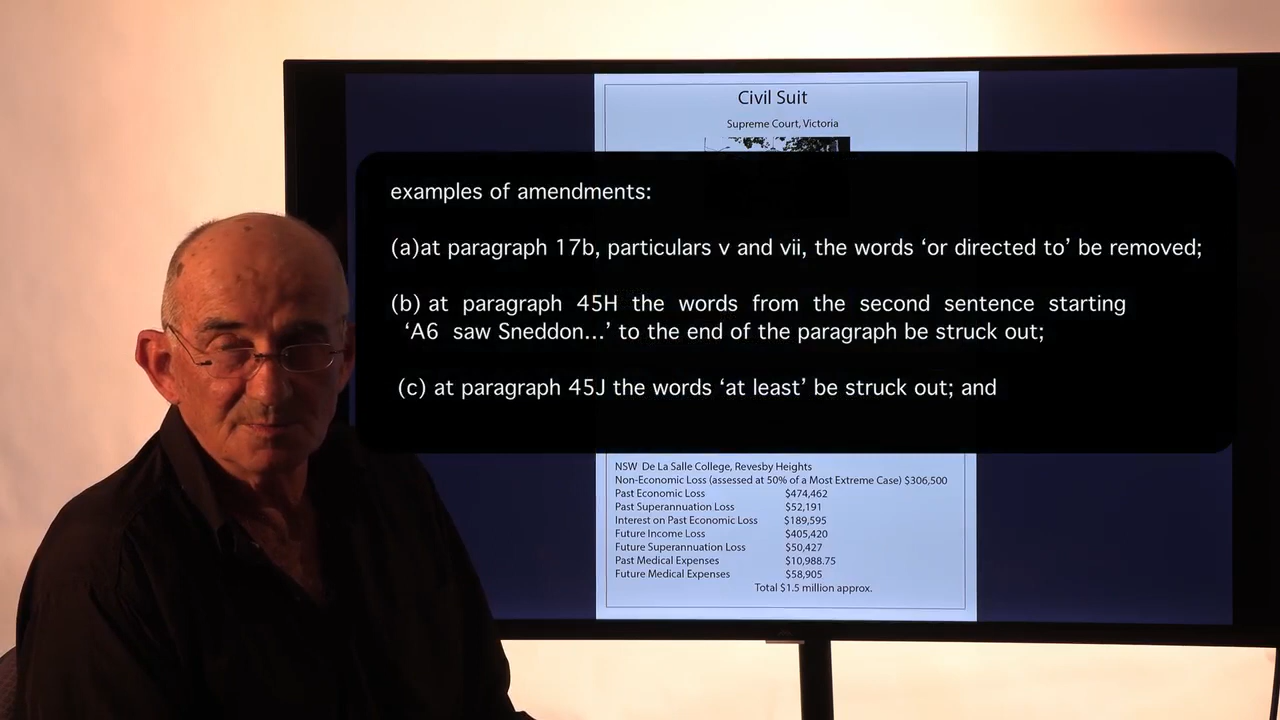 Civil Suit
Supreme Court, Victoria
examples of amendments:
(a)at paragraph 17b, particulars v and vii, the words ‘or directed to’ be removed;
(b) at paragraph 45H the words from the second sentence starting
‘A6 saw Sneddon...’ to the end of the paragraph be struck out;
(c) at paragraph 45J the words ‘at least’ be struck out; and
NSW De La Salle College, Revesby Heights
Non-Economic Loss (assessed at 50% of a Most Extreme Case) $306,500
Past Economic Loss $474,462
Past Superannuation Loss $52,191
Interest on Past Economic Loss $189,595
Future Income Loss $405,420
Future Superannuation Loss $50,427
Past Medical Expenses $10,988.75
Future Medical Expenses $58,905
Total $1.5 million approx.